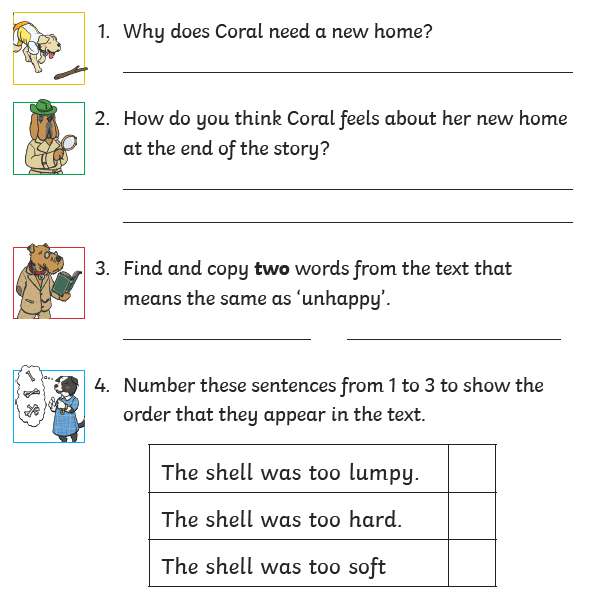 1. Why does Coral need a new home?
2. How do you think Coral feels about her new home
at the end of the story?
3. Find and copy two words from the text that
means the same as ‘unhappy’.
4. Number these sentences from 1 to 3 to show the
order that they appear in the text.
The shell was too lumpy.
The shell was too hard.
The shell was too soft